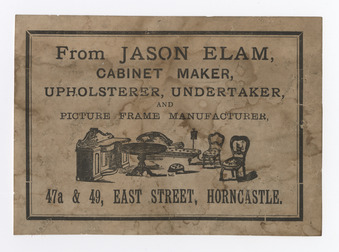 From JASON ELAM,
CABINET MAKER,
UPHOLSTERER, UNDERTAKER,
AND
PICTURE FRAME MANUFACTURER,
47a & 49, EAST STREET, HORNCASTLE.